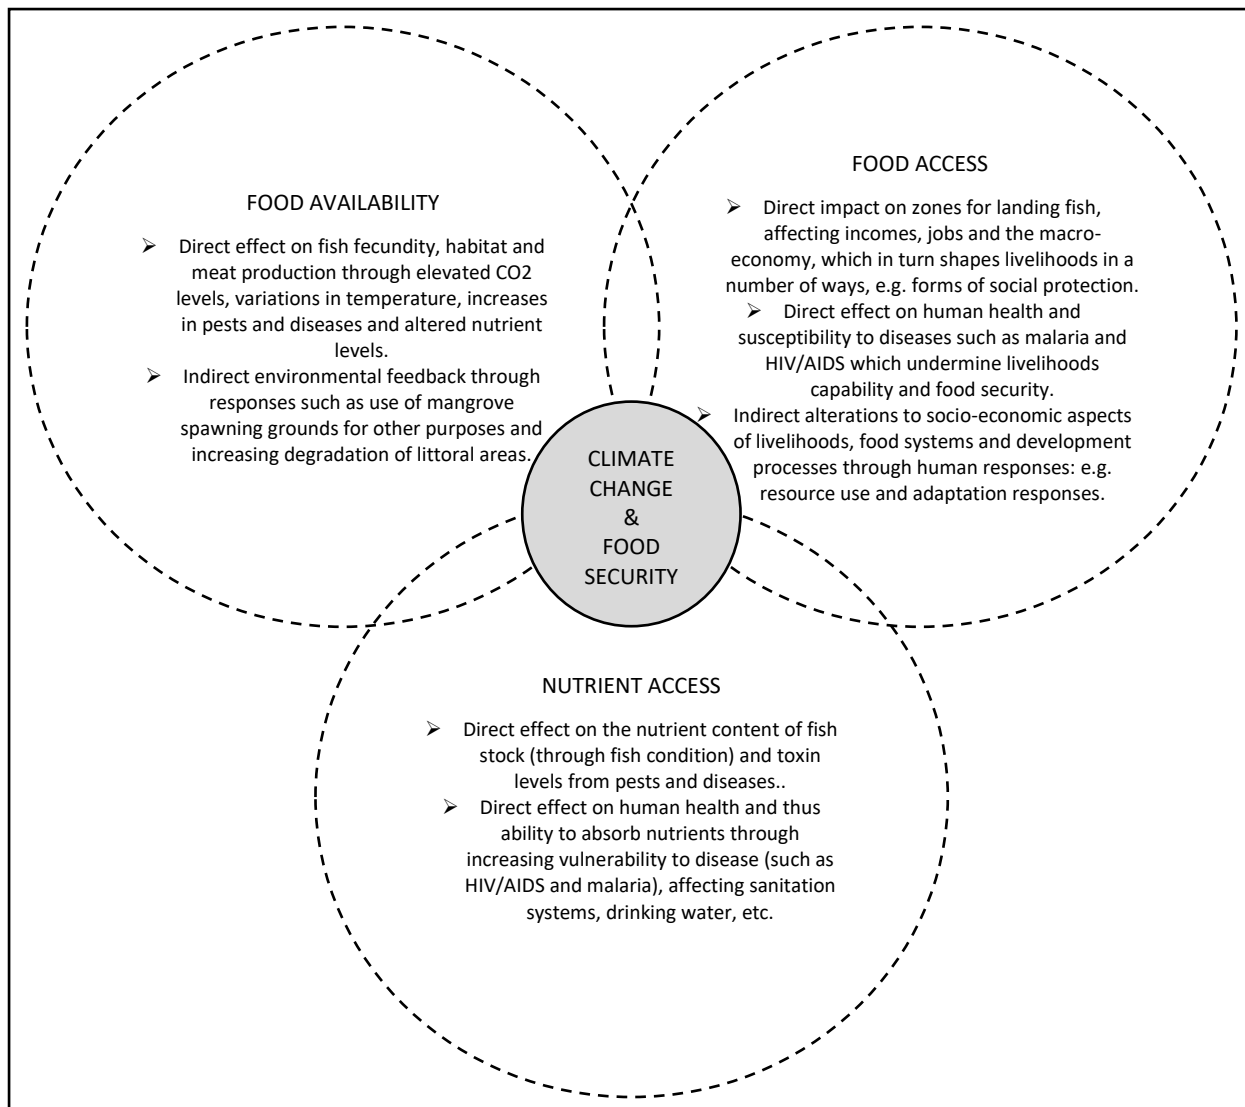 FOOD AVAILABILITY
➢ Direct effect on fish fecundity, habitat and
meat production through elevated CO2
levels, variations in temperature, increases
in pests and diseases and altered nutrient
levels.
➢ Indirect environmental feedback through
responses such as use of mangrove
spawning grounds for other purposes and
increasing degradation of littoral areas.
FOOD ACCESS
➢ Direct impact on zones for landing fish,
affecting incomes, jobs and the macro-
economy, which in turn shapes livelihoods in a
number of ways, e.g. forms of social protection.
➢ Direct effect on human health and
susceptibility to diseases such as malaria and
HIV/AIDS which undermine livelihoods
capability and food security.
➢ Indirect alterations to socio-economic aspects
of livelihoods, food systems and development
processes through human responses: e.g.
resource use and adaptation responses.
CLIMATE
CHANGE
&
FOOD
SECURITY
NUTRIENT ACCESS
➢ Direct effect on the nutrient content of fish
stock (through fish condition) and toxin
levels from pests and diseases..
➢ Direct effect on human health and thus
ability to absorb nutrients through
increasing vulnerability to disease (such as
HIV/AIDS and malaria), affecting sanitation
systems, drinking water, etc.